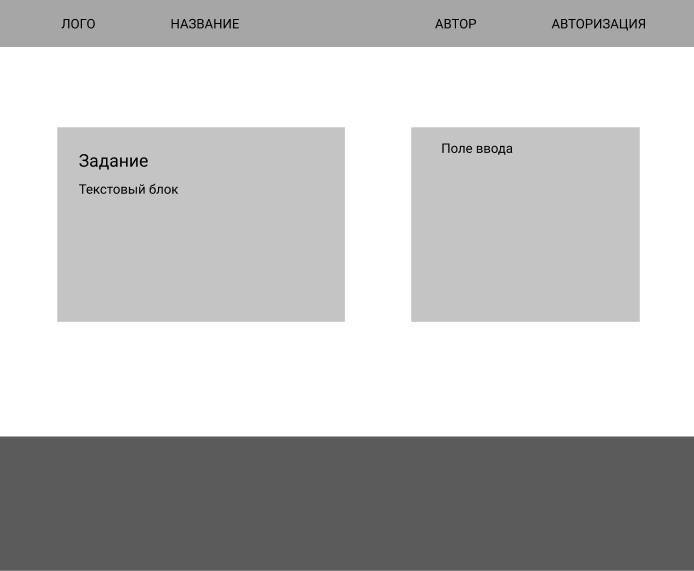 ЛОГО НАЗВАНИЕ АВТОР АВТОРИЗАЦИЯ
Задание
Текстовый блок
Поле ввода